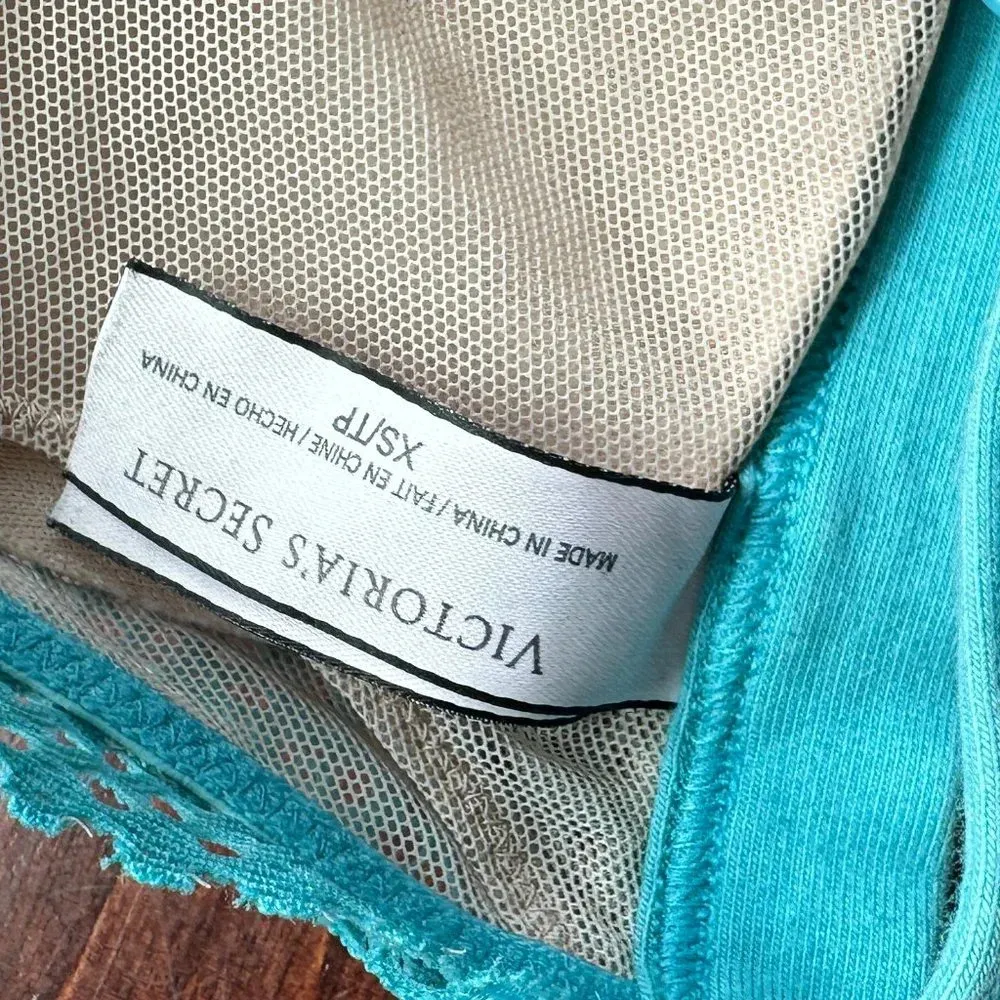 VICTORIA'S SECRET
MADE IN CHINA / FAIT EN CHINE / HECHO EN CHINA
XS/TP